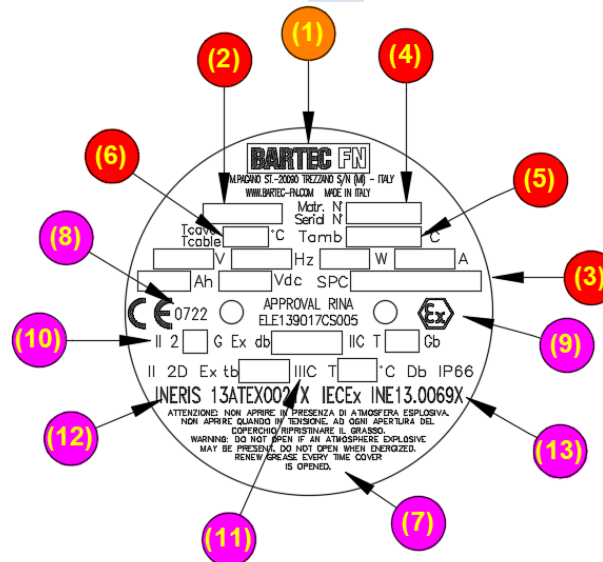 (1)
(2)
(4)
(6)
(5)
(8)
(3)
(10)
(9)
(12)
(13)
(11)
(7)
BARTEC FN
M.PAGANO ST.-20090 TREZZANO S/N (MI) - ITALY
WWW.BARTEC-FN.COM MADE IN ITALY
Matr. N°
Serial N°
Tcavo
Tcable °C Tamb C
V Hz W A
Ah Vdc SPC
CE 0722 APPROVAL RINA Ex
ELE139017CS005
II 2 G Ex db IIC T Gb
II 2D Ex tb IIIC T °C Db IP66
INERIS IECEx INE13.0069X
ATTENZIONE: NON APRIRE IN PRESENZA DI ATMOSFERA ESPLOSIVA.
NON APRIRE QUANDO IN TENSIONE. AD OGNI APERTURA DEL
COPERCHIO RIPRISTINARE IL GRASSO.
WARNING: DO NOT OPEN IF AN ATMOSPHERE EXPLOSIVE
MAY BE PRESENT. DO NOT OPEN WHEN ENERGIZED.
RENEW GREASE EVERY TIME COVER
IS OPENED.